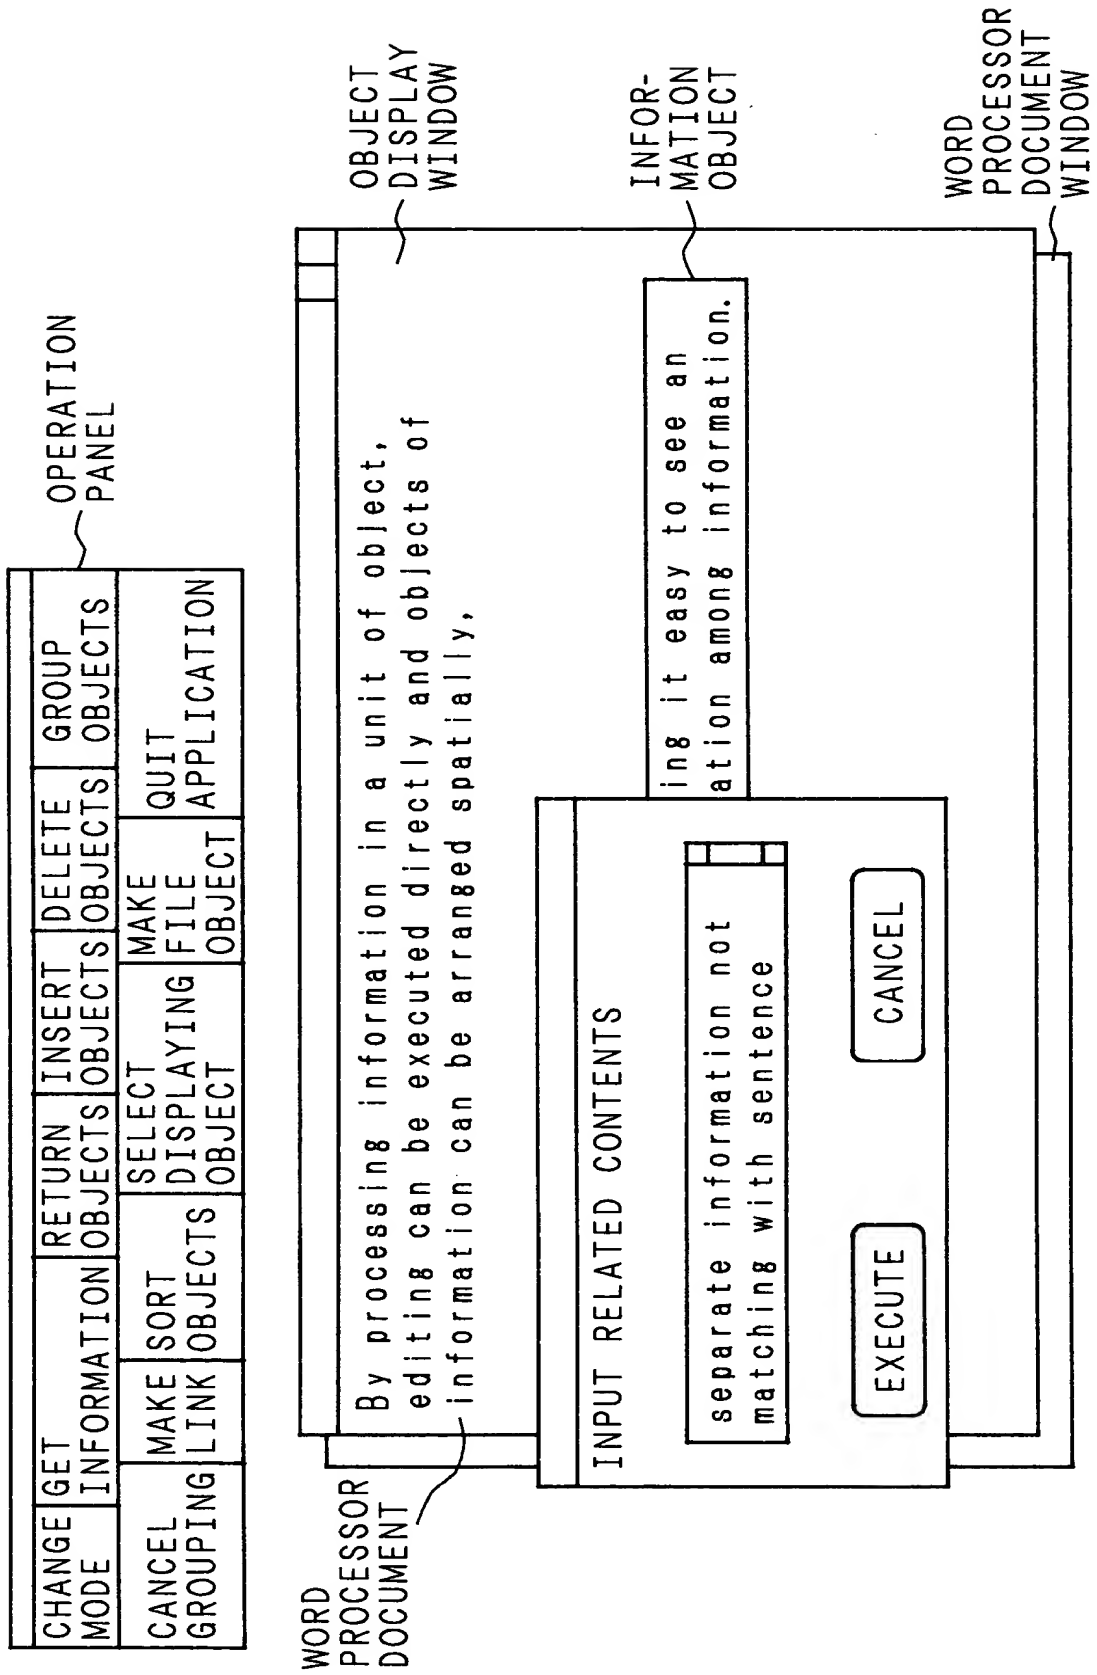 CHANGE
MODE
GET
INFORMATION
RETURN
OBJECTS
INSERT
OBJECTS
DELETE
OBJECTS
GROUP
OBJECTS
CANCEL
GROUPING
MAKE
LINK
SORT
OBJECTS
SELECT
DISPLAYING
OBJECT
MAKE
FILE
OBJECT
QUIT
APPLICATION
OPERATION
PANEL
WORD
PROCESSOR
DOCUMENT
By processing information in a unit of object,
editing can be executed directly and objects of
information can be arranged spatially,
OBJECT
DISPLAY
WINDOW
ing it easy to see an
ation among information.
INFOR-
MATION
OBJECT
INPUT RELATED CONTENTS
separate information not
matching with sentence
EXECUTE
CANCEL
WORD
PROCESSOR
DOCUMENT
WINDOW